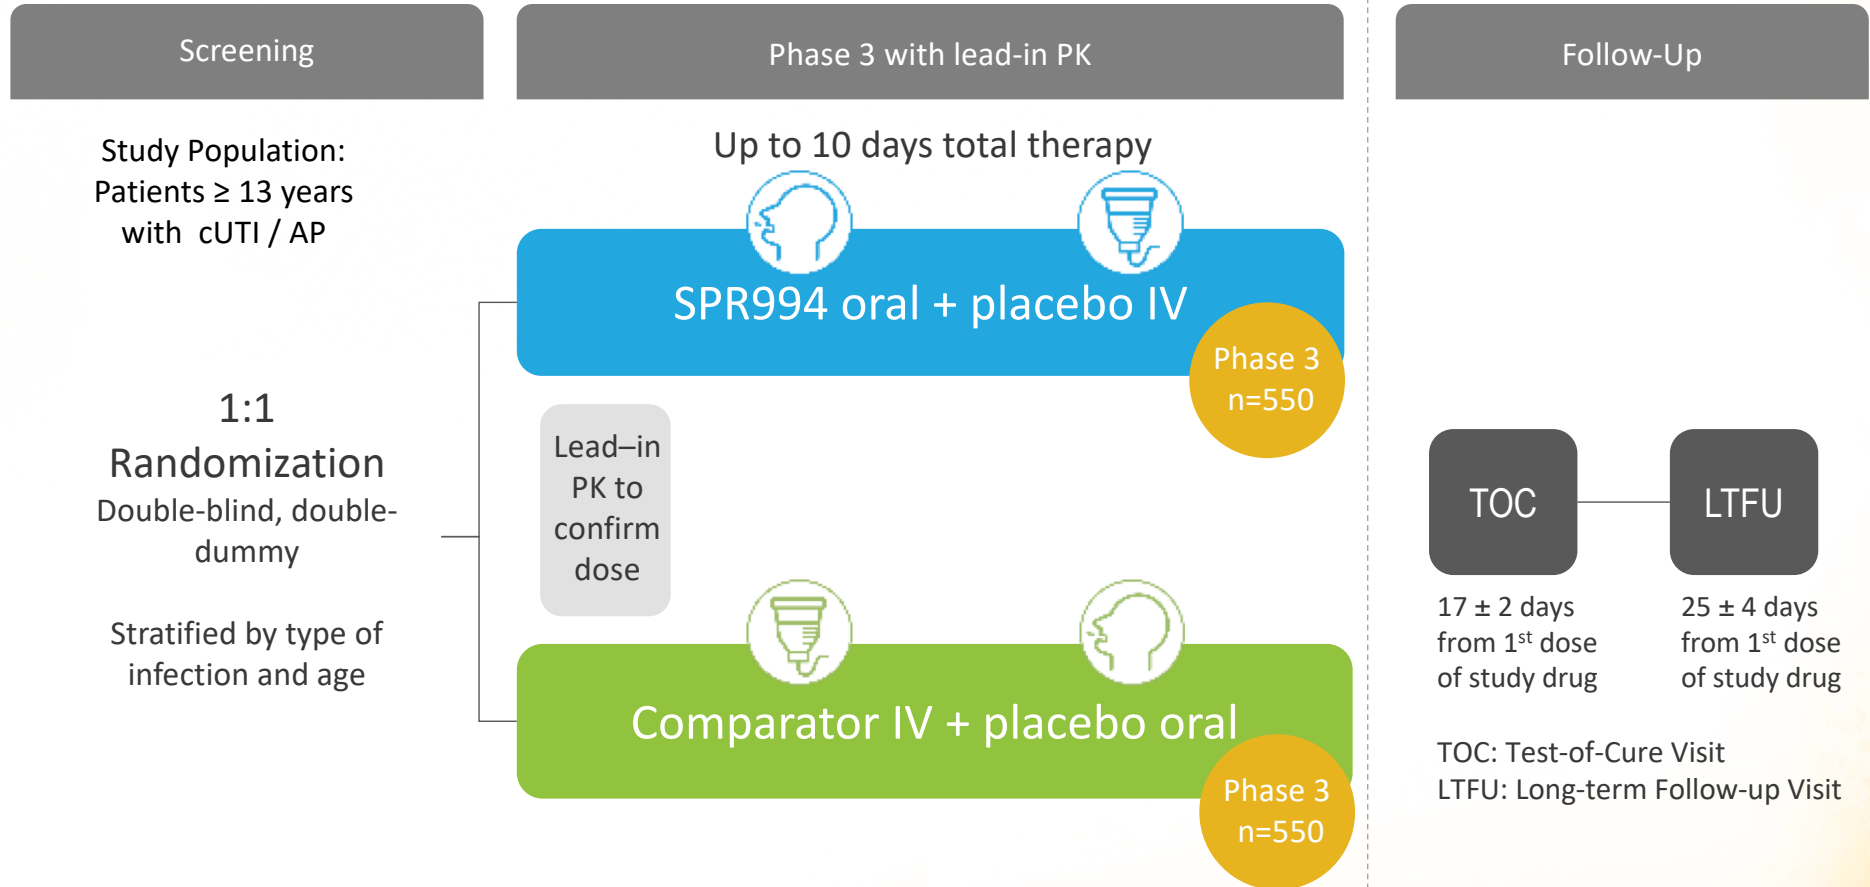 Screening
Phase 3 with lead-in PK
Follow-Up
Study Population:
Patients ≥ 13 years
with cUTI / AP
1:1
Randomization
Double-blind, double-
dummy
Stratified by type of
infection and age
Up to 10 days total therapy
SPR994 oral + placebo IV
Phase 3
n=550
Lead–in
PK to
confirm
dose
Comparator IV + placebo oral
Phase 3
n=550
TOC
17 ± 2 days
from 1st dose
of study drug
LTFU
25 ± 4 days
from 1st dose
of study drug
TOC: Test-of-Cure Visit
LTFU: Long-term Follow-up Visit